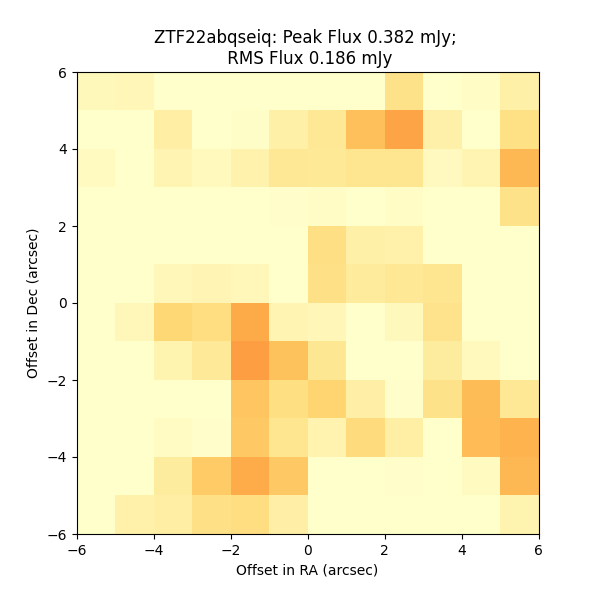 ZTF22abqseiq: Peak Flux 0.382 mJy;
RMS Flux 0.186 mJy
6
4
2
0
−2
−4
−6
Offset in Dec (arcsec)
−6 −4 −2 0 2 4 6
Offset in RA (arcsec)